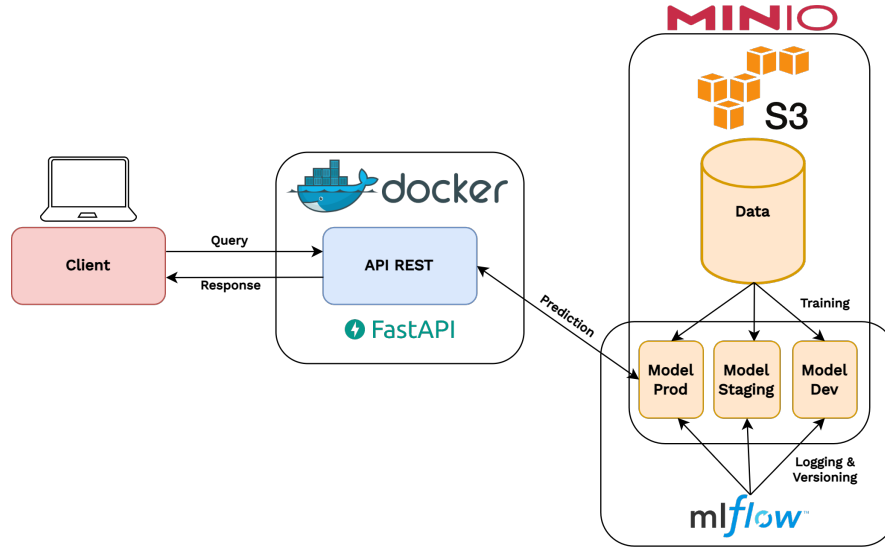 MINIO
S3
docker
Data
Client
Query
Response
API REST
FastAPI
Prediction
Training
Model
Prod
Model
Staging
Model
Dev
Logging &
Versioning
mlflow™